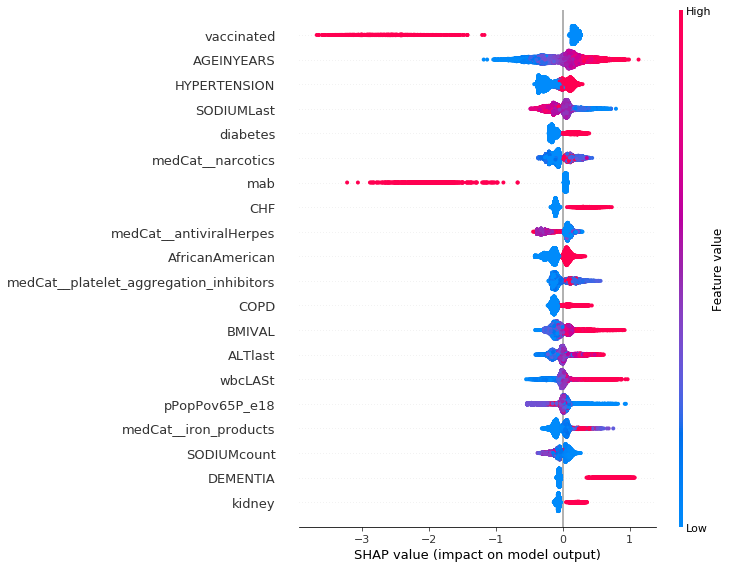 High
vaccinated
AGEINYEARS
HYPERTENSION
SODIUMLast
diabetes
medCat__narcotics
mab
CHF
medCat__antiviralHerpes
AfricanAmerican
medCat__platelet_aggregation_inhibitors
COPD
BMIVAL
ALTlast
wbcLASt
pPopPov65P_e18
medCat__iron_products
SODIUMcount
DEMENTIA
kidney
Feature value
Low
−3 −2 −1 0 1
SHAP value (impact on model output)